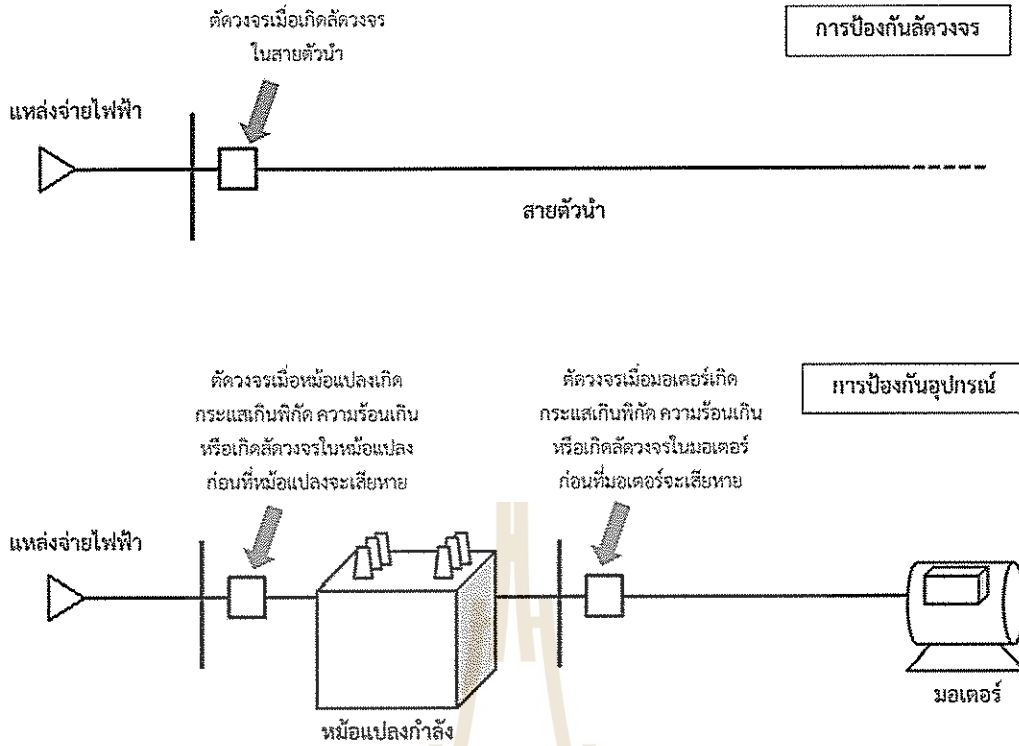 ตัดวงจรเมื่อเกิดลัดวงจร
ในสายตัวนำ
การป้องกันลัดวงจร
แหล่งจ่ายไฟฟ้า
สายตัวนำ
ตัดวงจรเมื่อหม้อแปลงเกิด
กระแสเกินพิกัด ความร้อนเกิน
หรือเกิดลัดวงจรในหม้อแปลง
ก่อนที่หม้อแปลงจะเสียหาย
ตัดวงจรเมื่อมอเตอร์เกิด
กระแสเกินพิกัด ความร้อนเกิน
หรือเกิดลัดวงจรในมอเตอร์
ก่อนที่มอเตอร์จะเสียหาย
การป้องกันอุปกรณ์
แหล่งจ่ายไฟฟ้า
หม้อแปลงกำลัง
มอเตอร์